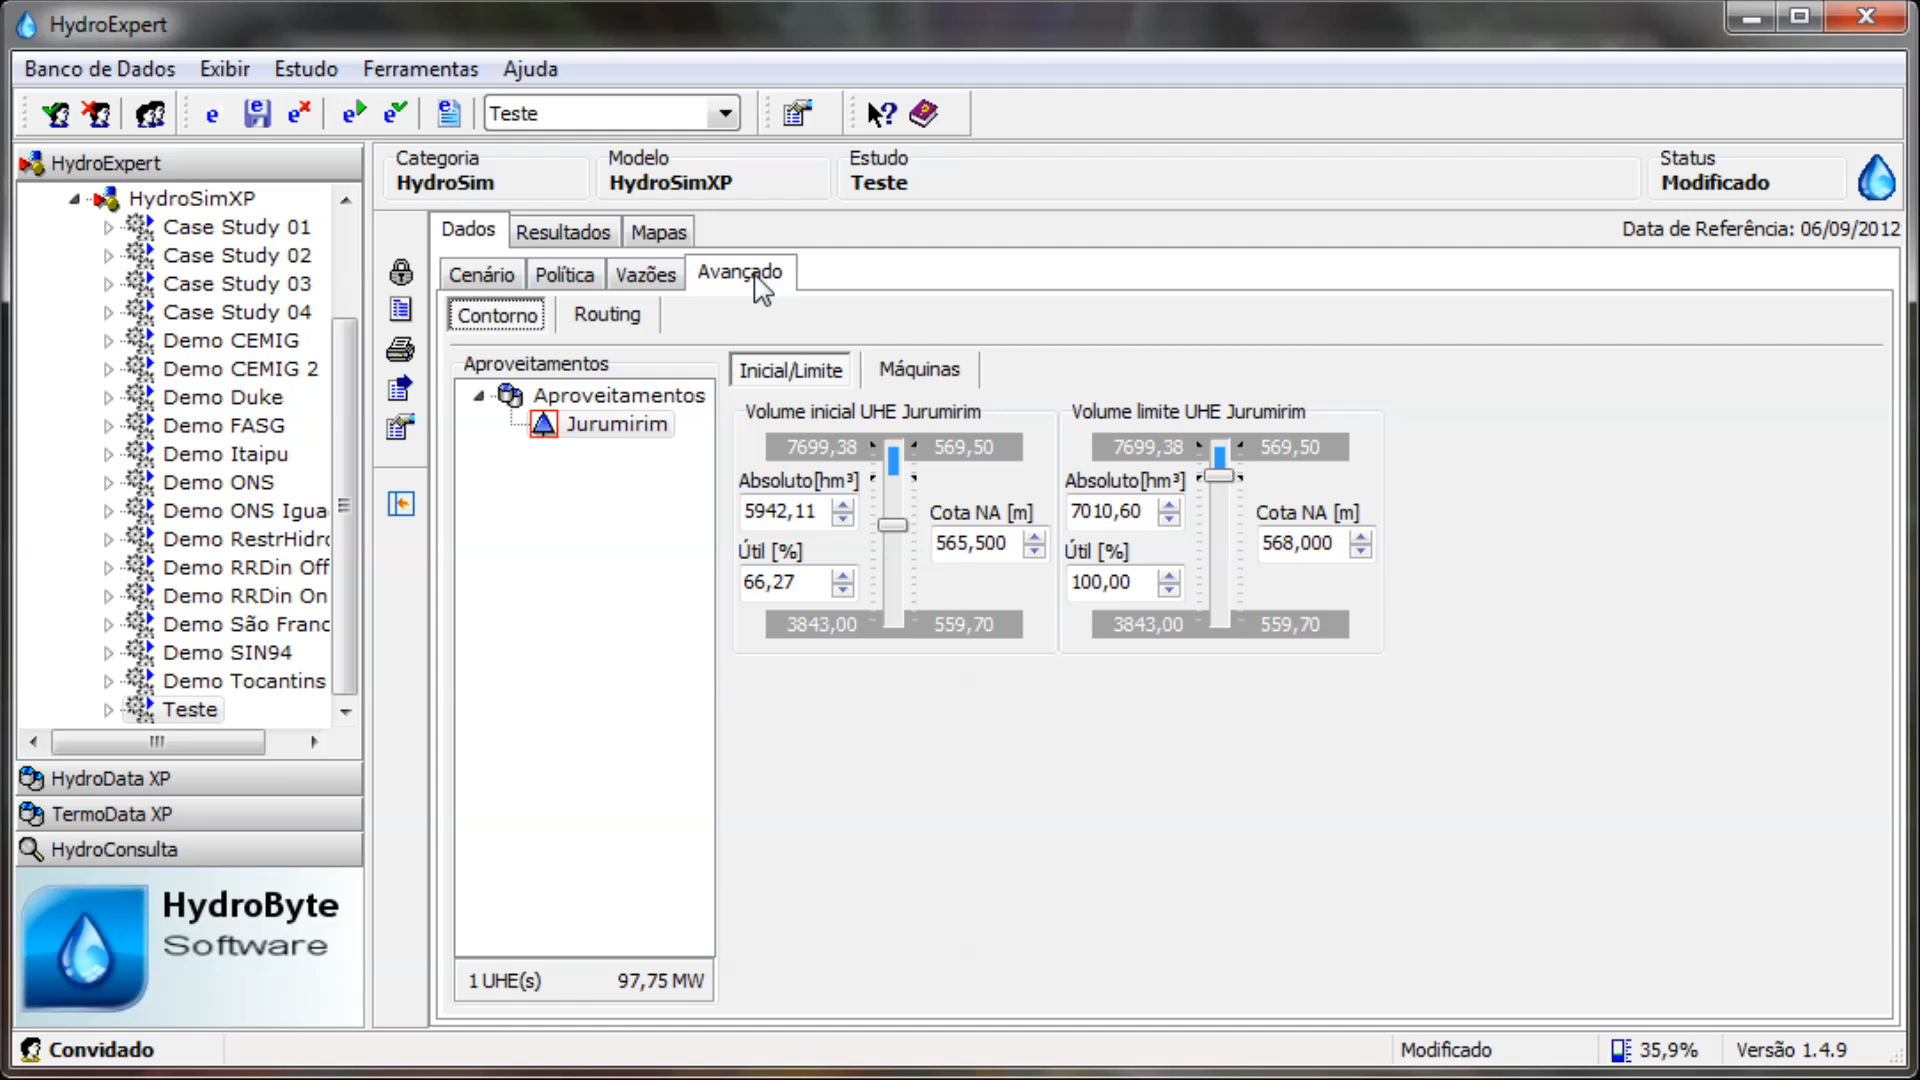 HydroExpert
Banco de Dados Exibir Estudo Ferramentas Ajuda
Teste
HydroExpert
HydroSimXP
Case Study 01
Case Study 02
Case Study 03
Case Study 04
Demo CEMIG
Demo CEMIG 2
Demo Duke
Demo FASG
Demo Itaipu
Demo ONS
Demo ONS Igua
Demo RestrHidro
Demo RRDin Off
Demo RRDin On
Demo São Franc
Demo SIN94
Demo Tocantins
Teste
HydroData XP
TermoData XP
HydroConsulta
HydroByte
Software
Categoria Modelo Estudo Status
HydroSim HydroSimXP Teste Modificado
Dados Resultados Mapas Data de Referência: 06/09/2012
Cenário Política Vazões Avançado
Contorno Routing
Aproveitamentos
Aproveitamentos
Jurumirim
1 UHE(s) 97,75 MW
Inicial/Limite Máquinas
Volume inicial UHE Jurumirim
7699,38 569,50
Absoluto[hm³]
5942,11
Cota NA [m]
565,500
Útil [%]
66,27
3843,00 559,70
Volume limite UHE Jurumirim
7699,38 569,50
Absoluto[hm³]
7010,60
Cota NA [m]
568,000
Útil [%]
100,00
3843,00 559,70
Convidado Modificado 35,9% Versão 1.4.9